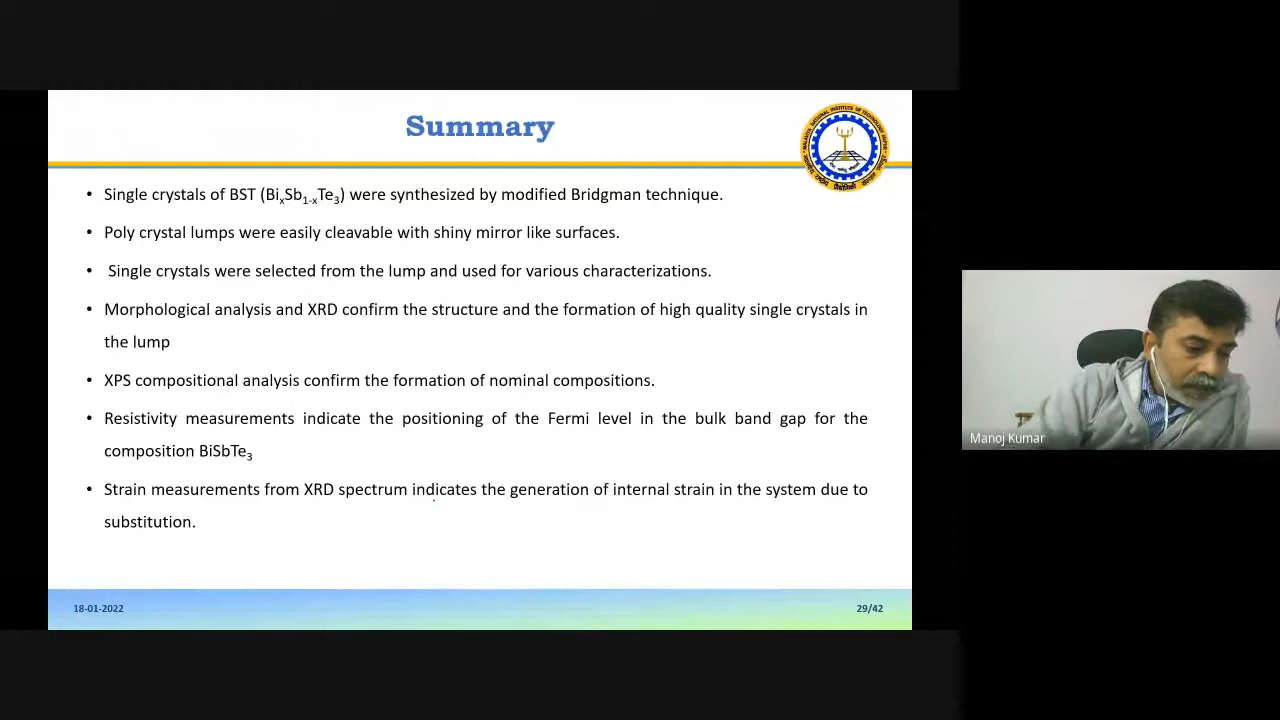 Summary
• Single crystals of BST (BiₓSb₁₋ₓTe₃) were synthesized by modified Bridgman technique.
• Poly crystal lumps were easily cleavable with shiny mirror like surfaces.
• Single crystals were selected from the lump and used for various characterizations.
• Morphological analysis and XRD confirm the structure and the formation of high quality single crystals in
the lump
• XPS compositional analysis confirm the formation of nominal compositions.
• Resistivity measurements indicate the positioning of the Fermi level in the bulk band gap for the
composition BiSbTe₃
• Strain measurements from XRD spectrum indicates the generation of internal strain in the system due to
substitution.
18-01-2022
29/42
Manoj Kumar